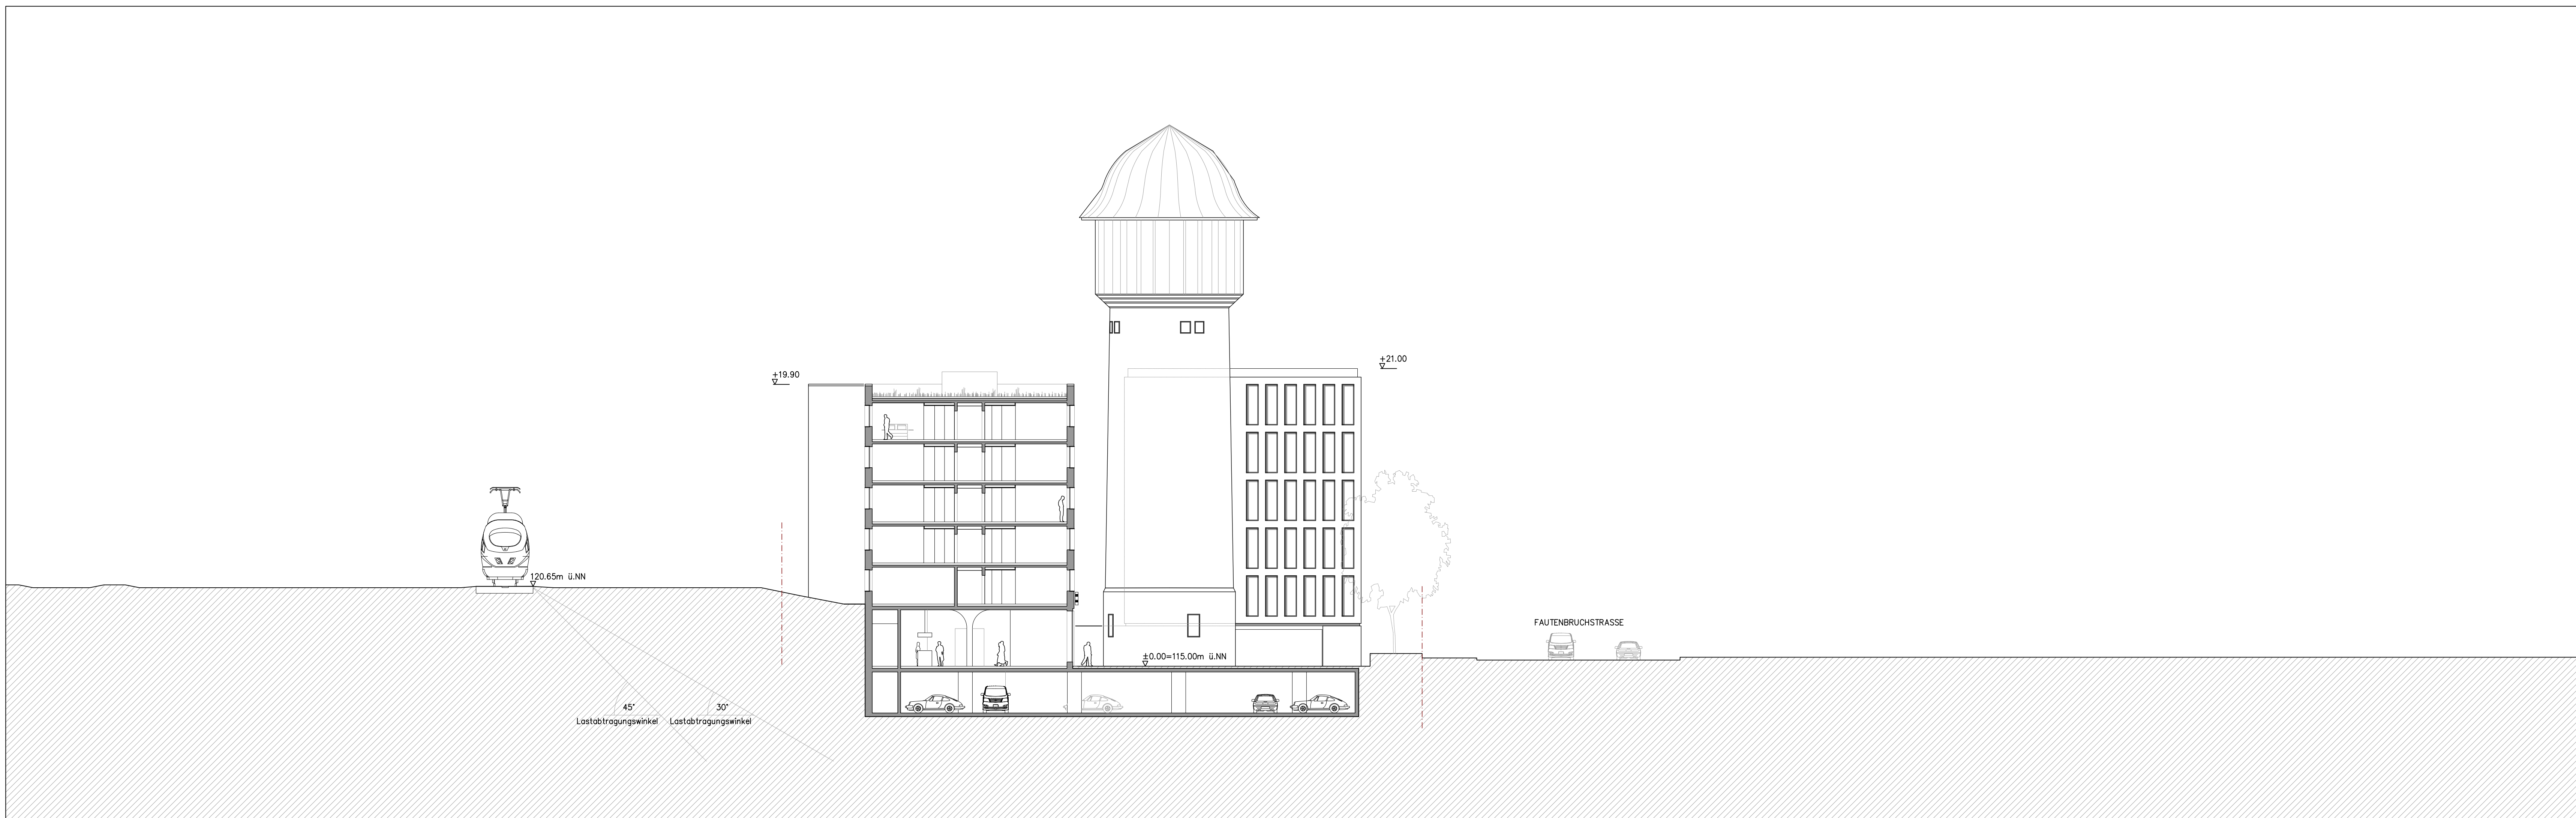 +21.00
+19.90
120.65m ü.NN
FAUTENBRUCHSTRASSE
±0.00=115.00m ü.NN
45°
Lastabtragungswinkel
30°
Lastabtragungswinkel